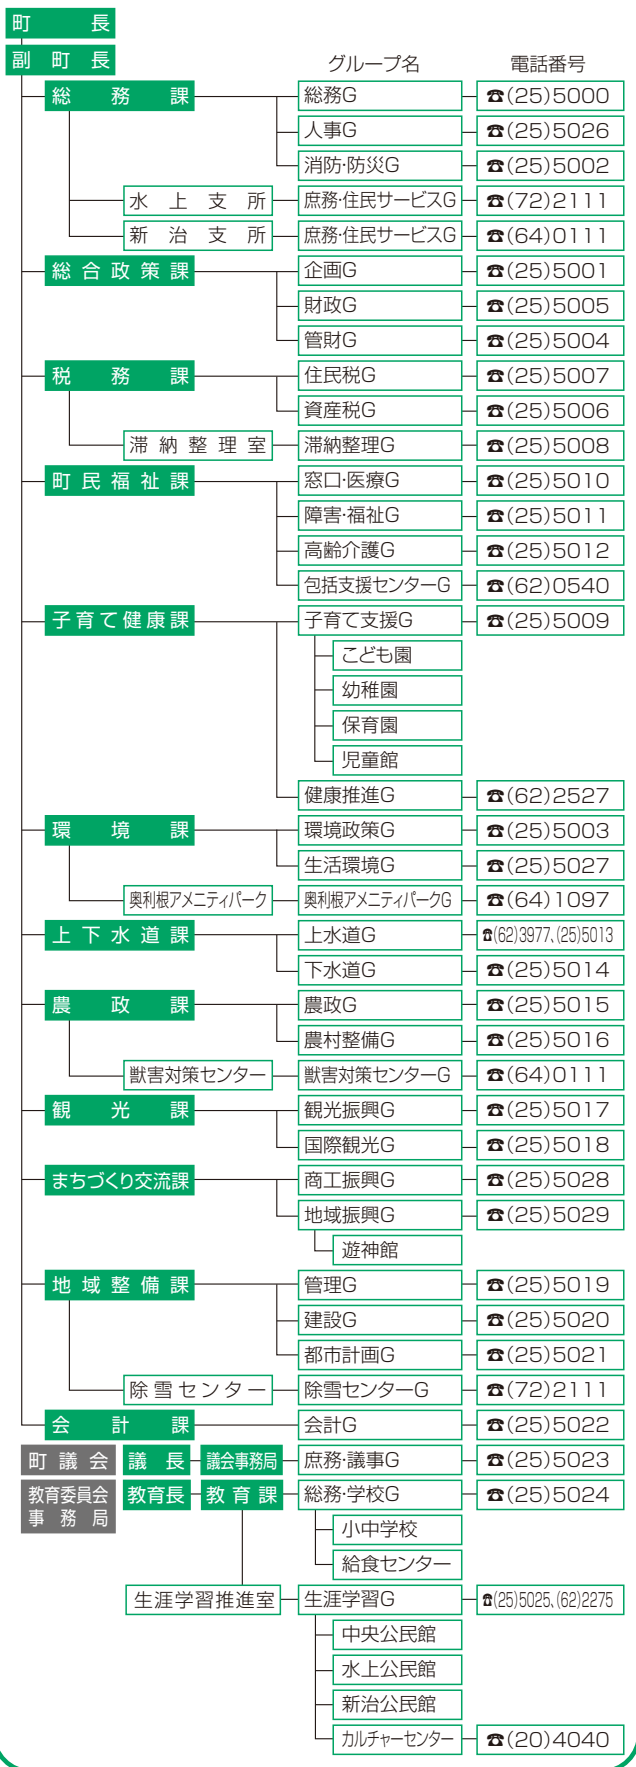 町長
副町長
グループ名 電話番号
総務課 総務G ☎(25)5000
人事G ☎(25)5026
消防・防災G ☎(25)5002
水上支所 庶務・住民サービスG ☎(72)2111
新治支所 庶務・住民サービスG ☎(64)0111
総合政策課 企画G ☎(25)5001
財政G ☎(25)5005
管財G ☎(25)5004
税務課 住民税G ☎(25)5007
資産税G ☎(25)5006
滞納整理室 滞納整理G ☎(25)5008
町民福祉課 窓口・医療G ☎(25)5010
障害・福祉G ☎(25)5011
高齢介護G ☎(25)5012
包括支援センターG ☎(62)0540
子育て健康課 子育て支援G ☎(25)5009
こども園
幼稚園
保育園
児童館
健康推進G ☎(62)2527
環境課 環境政策G ☎(25)5003
生活環境G ☎(25)5027
奥利根アメニティパーク 奥利根アメニティパークG ☎(64)1097
上下水道課 上水道G ☎(62)3977、(25)5013
下水道G ☎(25)5014
農政課 農政G ☎(25)5015
農村整備G ☎(25)5016
獣害対策センター 獣害対策センターG ☎(64)0111
観光課 観光振興G ☎(25)5017
国際観光G ☎(25)5018
まちづくり交流課 商工振興G ☎(25)5028
地域振興G ☎(25)5029
遊神館
地域整備課 管理G ☎(25)5019
建設G ☎(25)5020
都市計画G ☎(25)5021
除雪センター 除雪センターG ☎(72)2111
会計課 会計G ☎(25)5022
町議会 議長 議会事務局 庶務・議事G ☎(25)5023
教育委員会 教育長 教育課 総務・学校G ☎(25)5024
事務局
小中学校
給食センター
生涯学習推進室 生涯学習G ☎(25)5025、(62)2275
中央公民館
水上公民館
新治公民館
カルチャーセンター ☎(20)4040